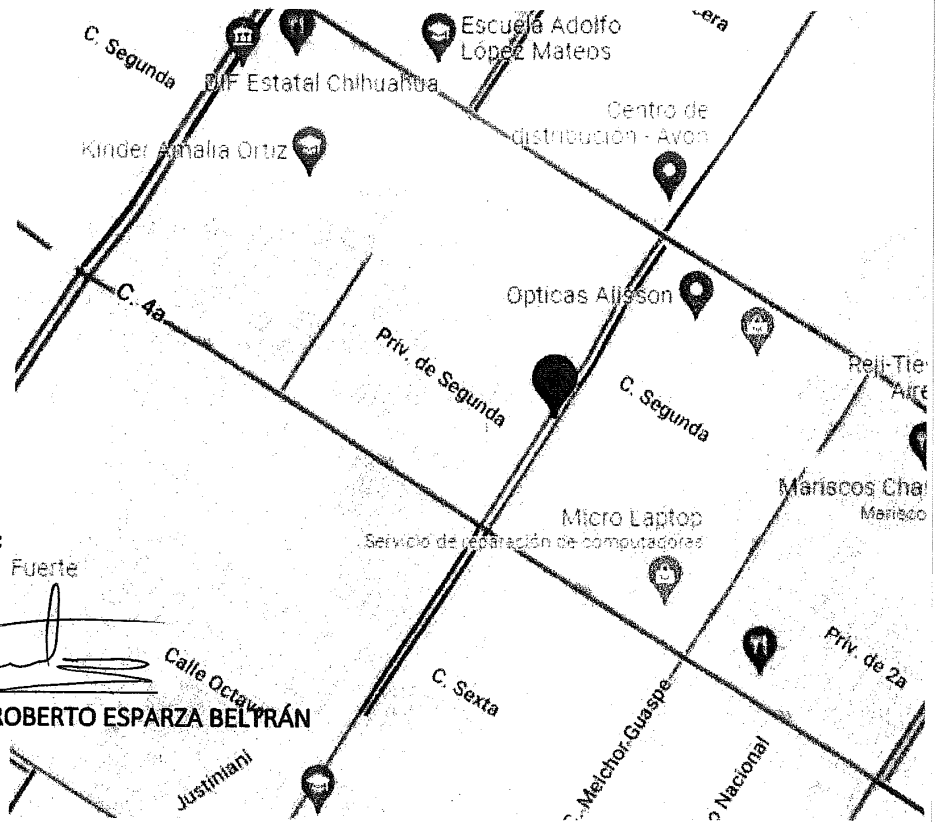 C. Segunda
Escuela Adolfo
López Mateos
cera
DIF Estatal Chihuahua
Centro de
distribución - Avon
Kinder Amalia Ortiz
C. 4a
Opticas Alisson
Priv. de Segunda
C. Segunda
Mariscos
Micro Laptop
Servicio de reparación de computadoras
Fuerte
Priv. de 2a
Calle Octava
C. Sexta
ROBERTO ESPARZA BELTRÁN
C. Melchor Guaspe
Justiniani
o Nacional